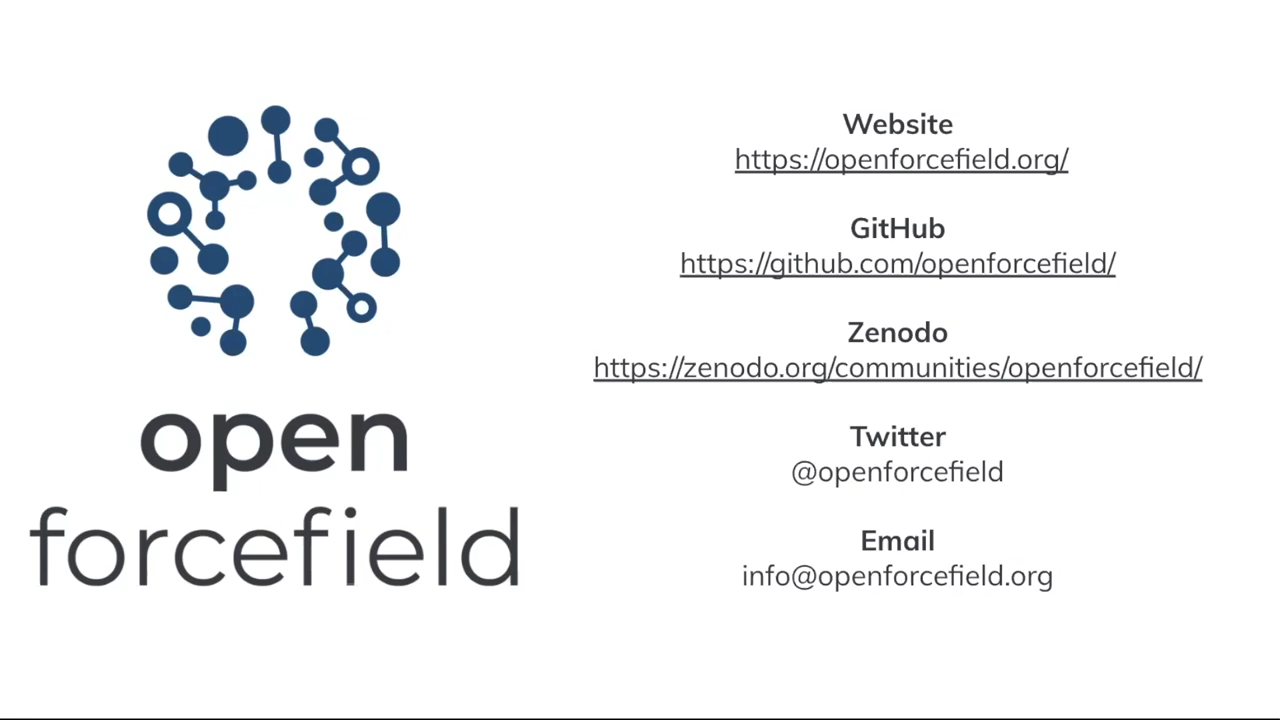 open
forcefield
Website
https://openforcefield.org/
GitHub
https://github.com/openforcefield/
Zenodo
https://zenodo.org/communities/openforcefield/
Twitter
@openforcefield
Email
info@openforcefield.org